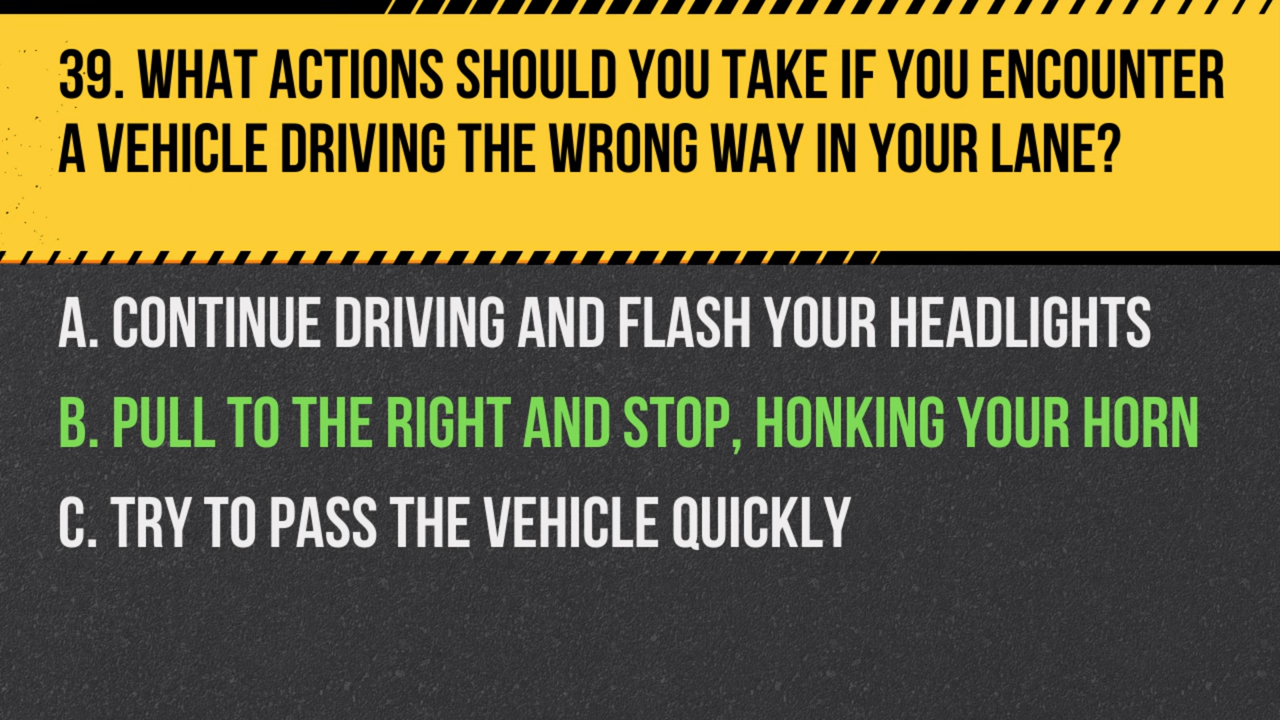 39. WHAT ACTIONS SHOULD YOU TAKE IF YOU ENCOUNTER
A VEHICLE DRIVING THE WRONG WAY IN YOUR LANE?
A. CONTINUE DRIVING AND FLASH YOUR HEADLIGHTS
B. PULL TO THE RIGHT AND STOP, HONKING YOUR HORN
C. TRY TO PASS THE VEHICLE QUICKLY